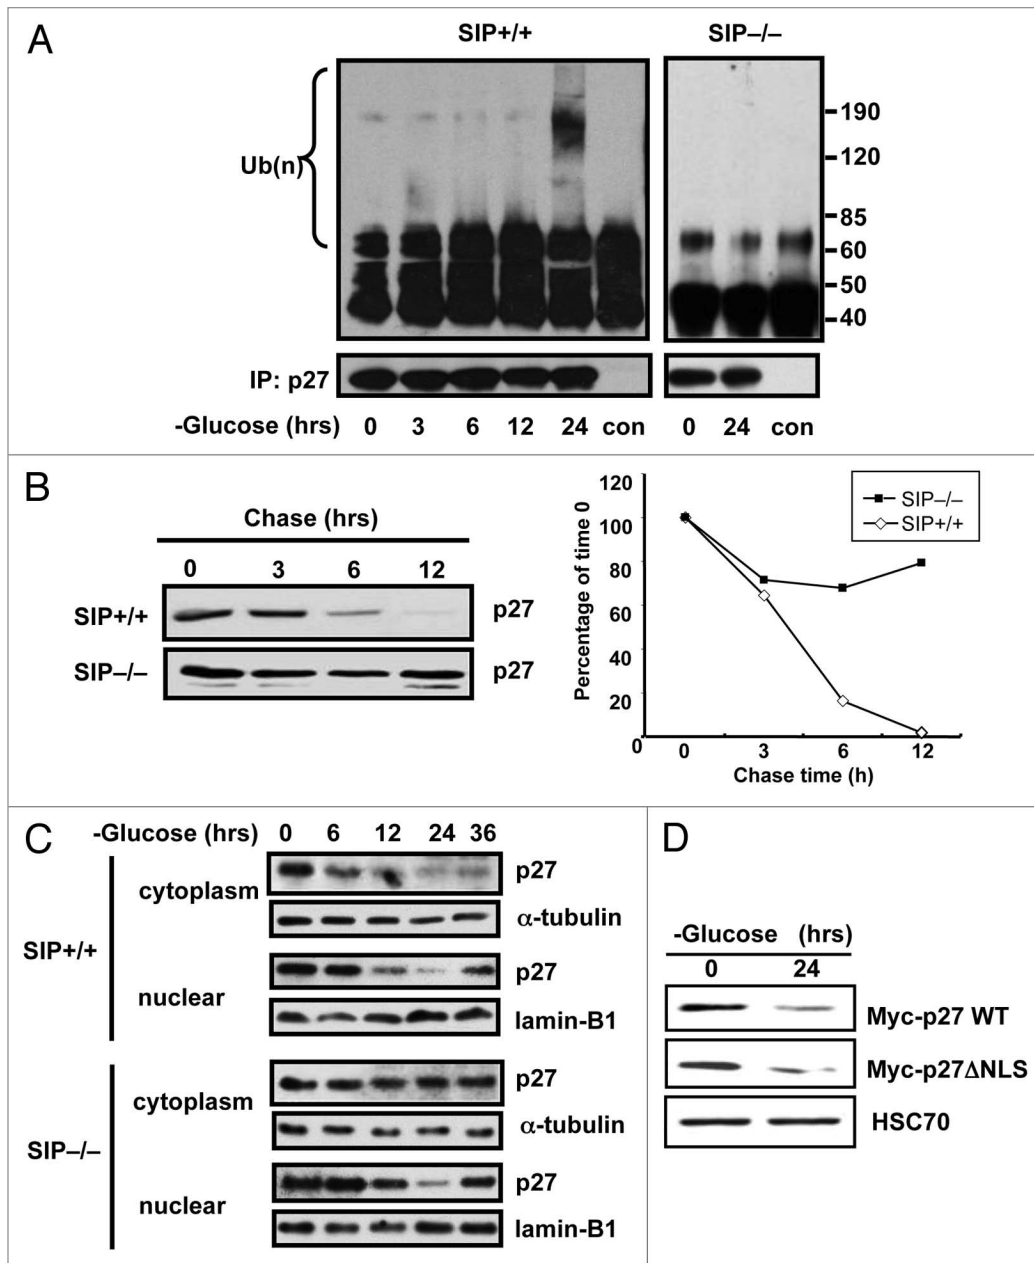 A
SIP+/+
SIP–/–
Ub(n)
190
120
85
60
50
40
IP: p27
-Glucose (hrs) 0 3 6 12 24 con 0 24 con
B
Chase (hrs)
0 3 6 12
SIP+/+ p27
SIP–/– p27
Percentage of time 0
120
100
80
60
40
20
0
0 3 6 12
Chase time (h)
SIP–/–
SIP+/+
C
-Glucose (hrs) 0 6 12 24 36
SIP+/+
cytoplasm
p27
α-tubulin
nuclear
p27
lamin-B1
SIP–/–
cytoplasm
p27
α-tubulin
nuclear
p27
lamin-B1
D
-Glucose (hrs)
0 24
Myc-p27 WT
Myc-p27ΔNLS
HSC70